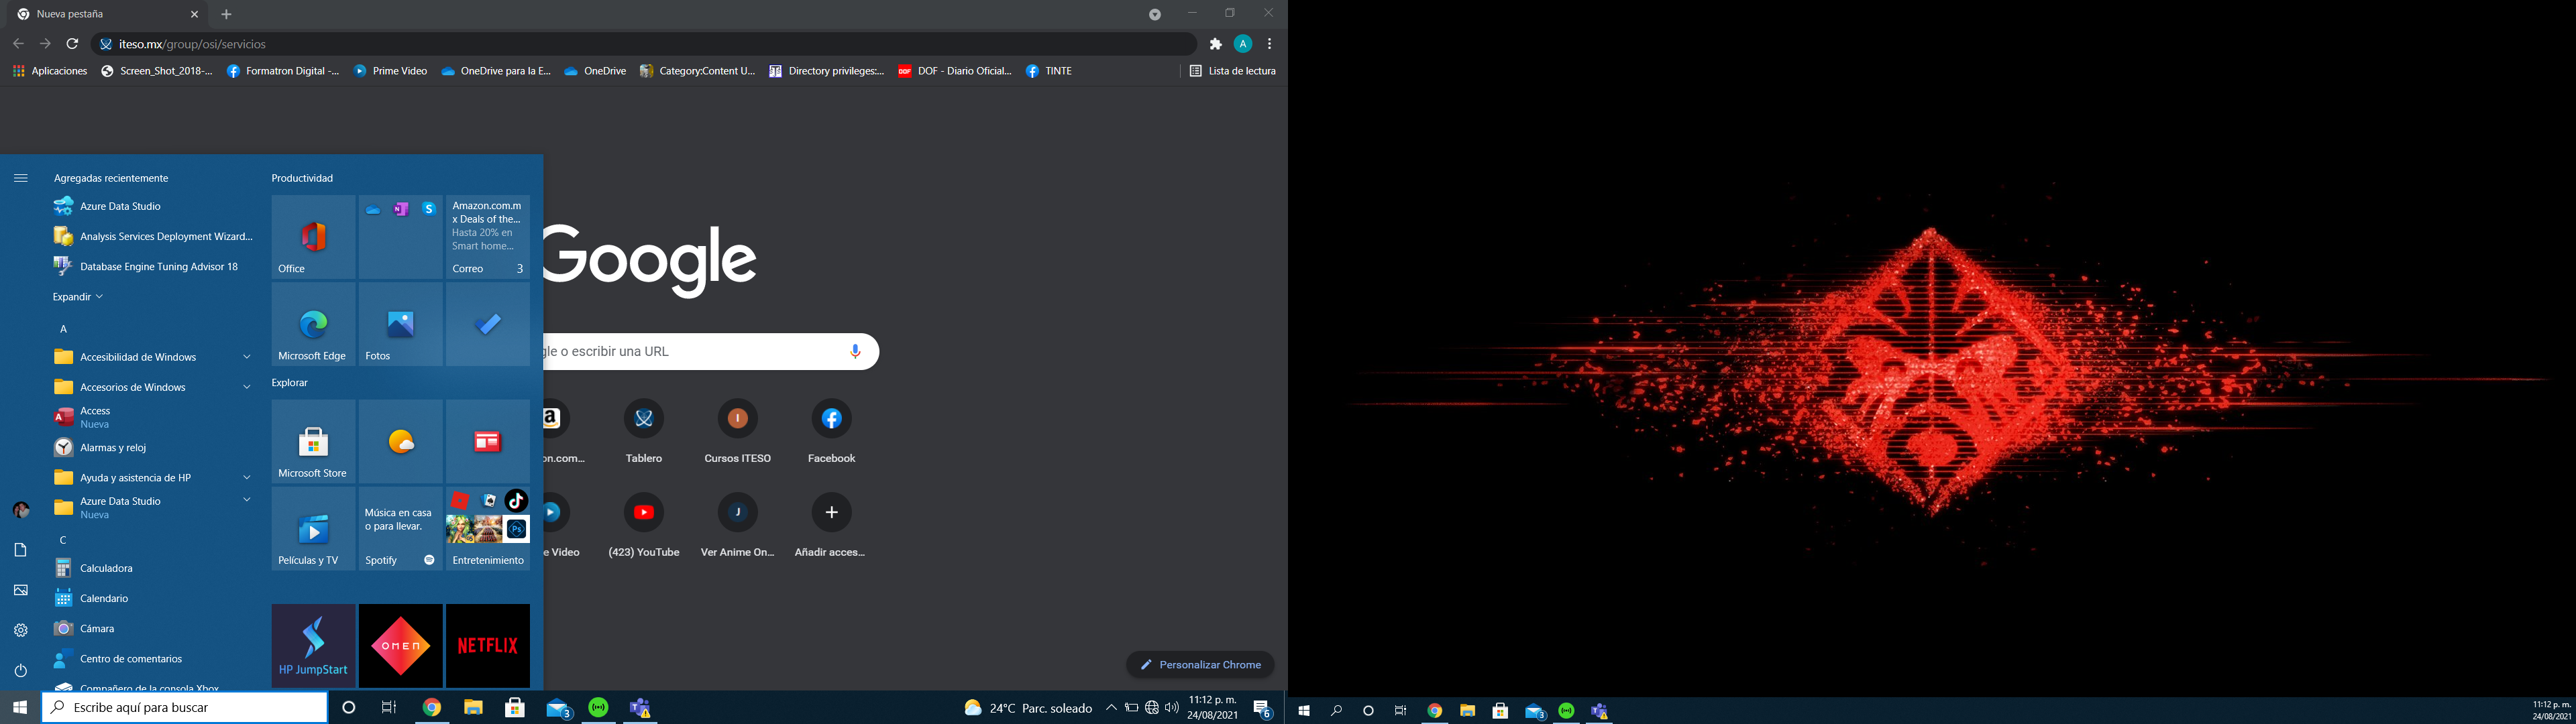 Nueva pestaña
iteso.mx/group/osi/servicios
A
Aplicaciones
Screen_Shot_2018-...
Formatron Digital -...
Prime Video
OneDrive para la E...
OneDrive
Category:Content U...
Directory privileges:...
DOF - Diario Oficial...
TINTE
Lista de lectura
Agregadas recientemente
Azure Data Studio
Analysis Services Deployment Wizard...
Database Engine Tuning Advisor 18
Expandir
A
Accesibilidad de Windows
Accesorios de Windows
Access
Nueva
Alarmas y reloj
Ayuda y asistencia de HP
Azure Data Studio
Nueva
C
Calculadora
Calendario
Cámara
Centro de comentarios
Compañero de la consola Xbox
Productividad
Office
Amazon.com.m
x Deals of the...
Hasta 20% en
Smart home...
Correo 3
Microsoft Edge
Fotos
Explorar
Microsoft Store
Películas y TV
Música en casa
o para llevar.
Spotify
Ps
Entretenimiento
HP JumpStart
OMEN
NETFLIX
Google
gle o escribir una URL
on.com...
Tablero
I
Cursos ITESO
Facebook
e Video
(423) YouTube
J
Ver Anime On...
Añadir acces...
Personalizar Chrome
Escribe aquí para buscar
3
24°C Parc. soleado
11:12 p. m.
24/08/2021
6
3
11:12 p. m.
24/08/2021